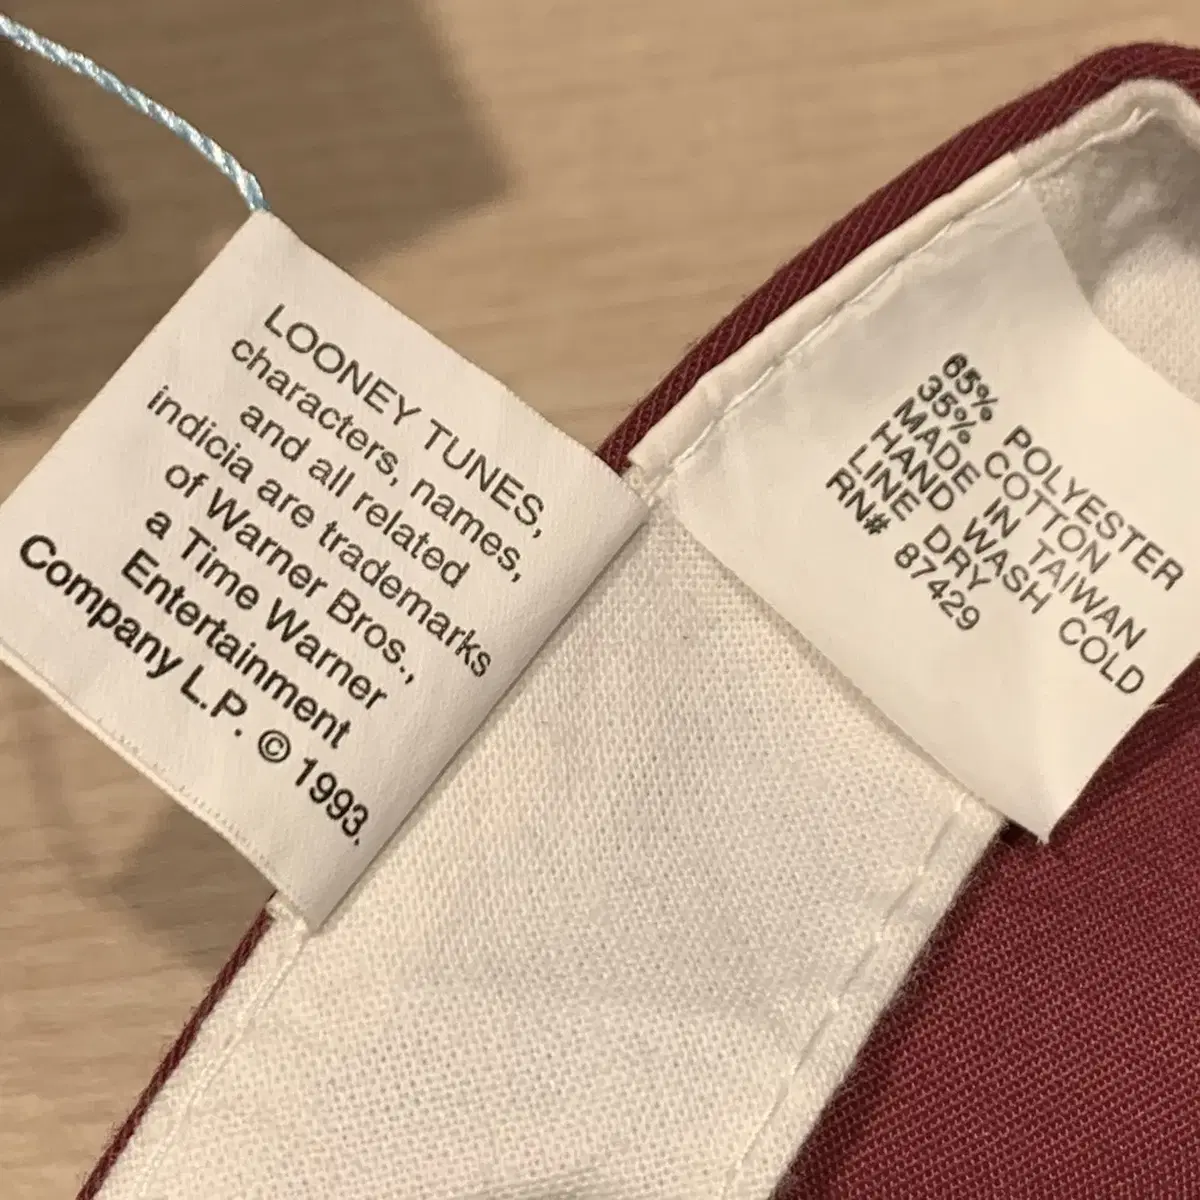 LOONEY TUNES,
characters, names,
and all related
indicia are trademarks
of Warner Bros.,
a Time Warner
Entertainment
Company L.P. © 1993.
65% POLYESTER
35% COTTON
MADE IN TAIWAN
HAND WASH COLD
LINE DRY
RN# 87429